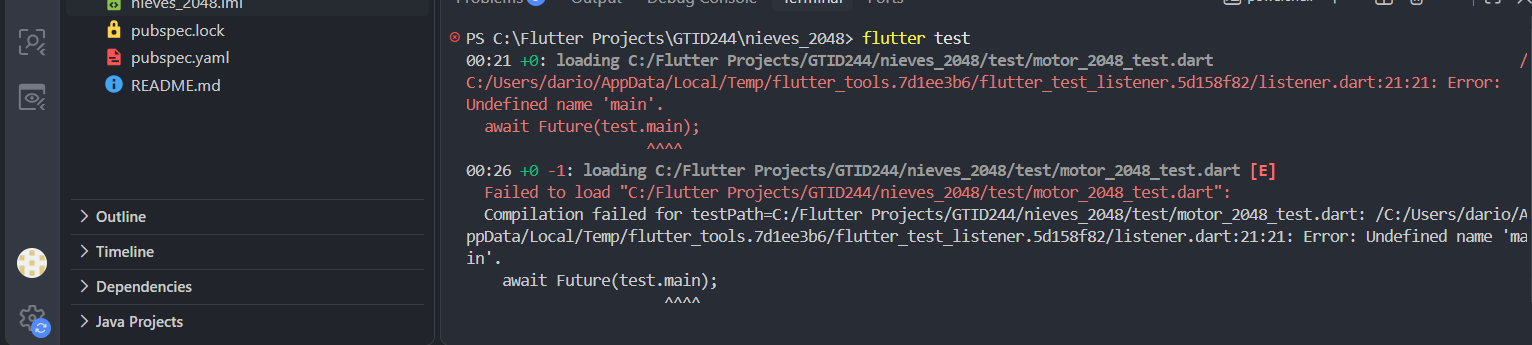 nieves_2048.iml
pubspec.lock
pubspec.yaml
README.md
Outline
Timeline
Dependencies
Java Projects
Problems
Output
Debug Console
Terminal
Ports
powershell
PS C:\Flutter Projects\GTID244\nieves_2048> flutter test
00:21 +0: loading C:/Flutter Projects/GTID244/nieves_2048/test/motor_2048_test.dart /
C:/Users/dario/AppData/Local/Temp/flutter_tools.7d1ee3b6/flutter_test_listener.5d158f82/listener.dart:21:21: Error:
Undefined name 'main'.
await Future(test.main);
^^^^
00:26 +0 -1: loading C:/Flutter Projects/GTID244/nieves_2048/test/motor_2048_test.dart [E]
Failed to load "C:/Flutter Projects/GTID244/nieves_2048/test/motor_2048_test.dart":
Compilation failed for testPath=C:/Flutter Projects/GTID244/nieves_2048/test/motor_2048_test.dart: /C:/Users/dario/A
ppData/Local/Temp/flutter_tools.7d1ee3b6/flutter_test_listener.5d158f82/listener.dart:21:21: Error: Undefined name 'ma
in'.
await Future(test.main);
^^^^